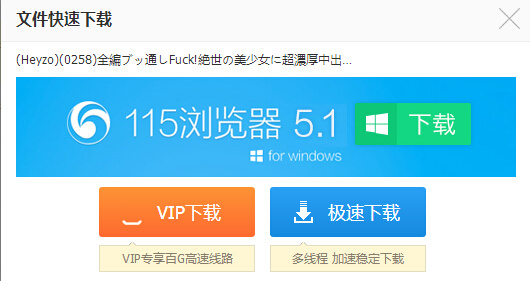 文件快速下载
(Heyzo)(0258)全編ブッ通しFuck!絶世の美少女に超濃厚中出...
115浏览器 5.1
下载
for windows
VIP下载
极速下载
VIP专享百G高速线路
多线程 加速稳定下载